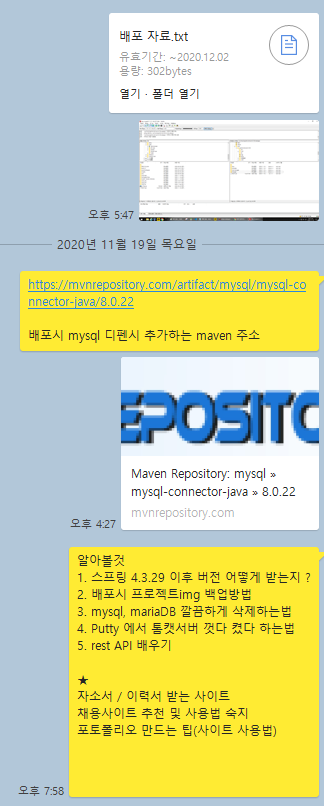 배포 자료.txt
유효기간: ~2020.12.02
용량: 302bytes
열기 · 폴더 열기
오후 5:47
2020년 11월 19일 목요일
https://mvnrepository.com/artifact/mysql/mysql-co
nnector-java/8.0.22
배포시 mysql 디펜시 추가하는 maven 주소
EPOSITO
Maven Repository: mysql »
mysql-connector-java » 8.0.22
mvnrepository.com
오후 4:27
알아볼것
1. 스프링 4.3.29 이후 버전 어떻게 받는지 ?
2. 배포시 프로젝트img 백업방법
3. mysql, mariaDB 깔끔하게 삭제하는법
4. Putty 에서 톰캣서버 껏다 켰다 하는법
5. rest API 배우기
★
자소서 / 이력서 받는 사이트
채용사이트 추천 및 사용법 숙지
포토폴리오 만드는 팁(사이트 사용법)
오후 7:58